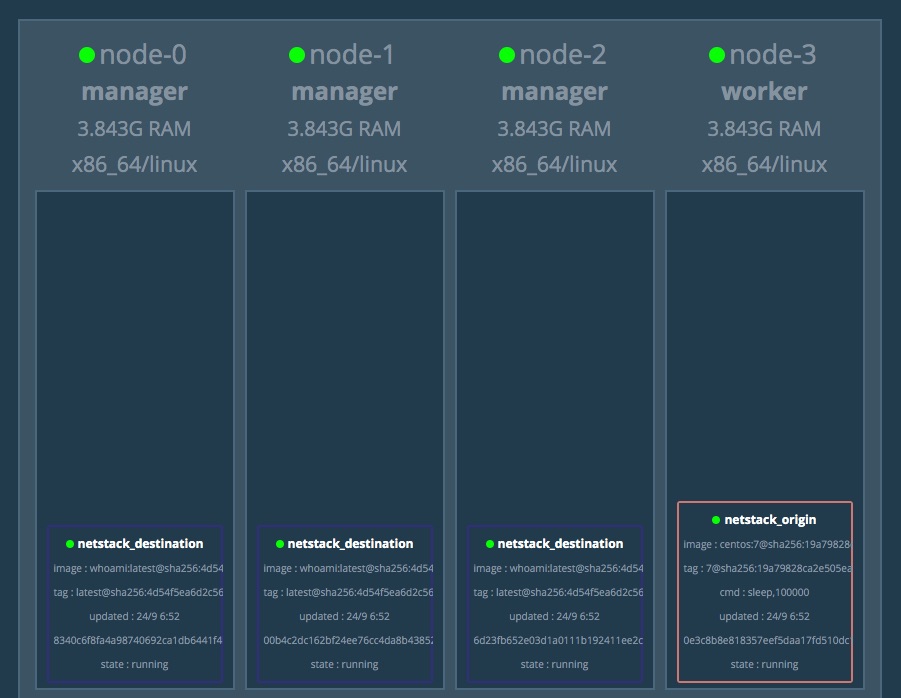 node-0
manager
3.843G RAM
x86_64/linux
netstack_destination
image : whoami:latest@sha256:4d54
tag : latest@sha256:4d54f5ea6d2c56
updated : 24/9 6:52
8340c6f8fa4a98740692ca1db6441f4
state : running
node-1
manager
3.843G RAM
x86_64/linux
netstack_destination
image : whoami:latest@sha256:4d54
tag : latest@sha256:4d54f5ea6d2c56
updated : 24/9 6:52
00b4c2dc162bf24ee76cc4da8b43852
state : running
node-2
manager
3.843G RAM
x86_64/linux
netstack_destination
image : whoami:latest@sha256:4d54
tag : latest@sha256:4d54f5ea6d2c56
updated : 24/9 6:52
6d23fb652e03d1a0111b192411ee2c
state : running
node-3
worker
3.843G RAM
x86_64/linux
netstack_origin
image : centos:7@sha256:19a79828
tag : 7@sha256:19a79828ca2e505ea
cmd : sleep,100000
updated : 24/9 6:52
0e3c8b8e818357eef5daa17fd510dc
state : running